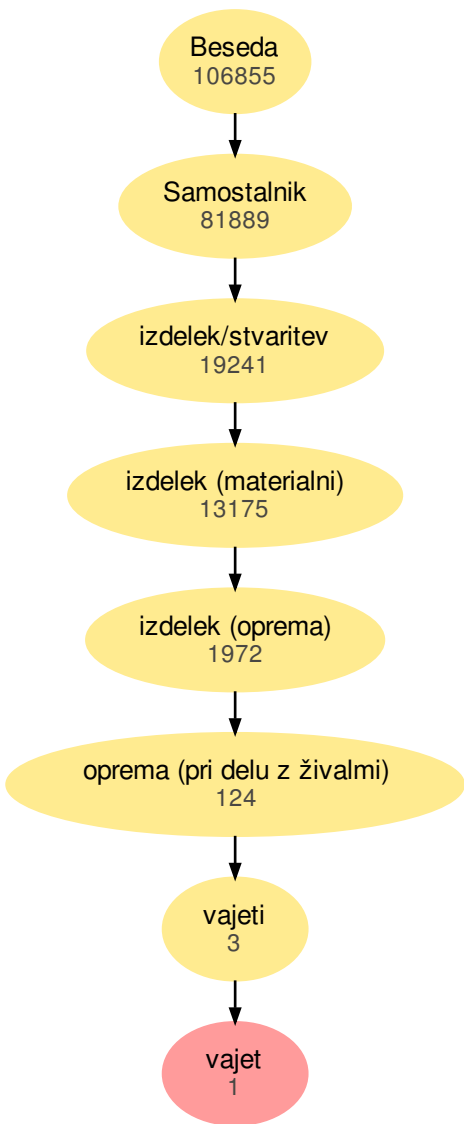 Beseda
106855
Samostalnik
81889
izdelek/stvaritev
19241
izdelek (materialni)
13175
izdelek (oprema)
1972
oprema (pri delu z živalmi)
124
vajeti
3
vajet
1